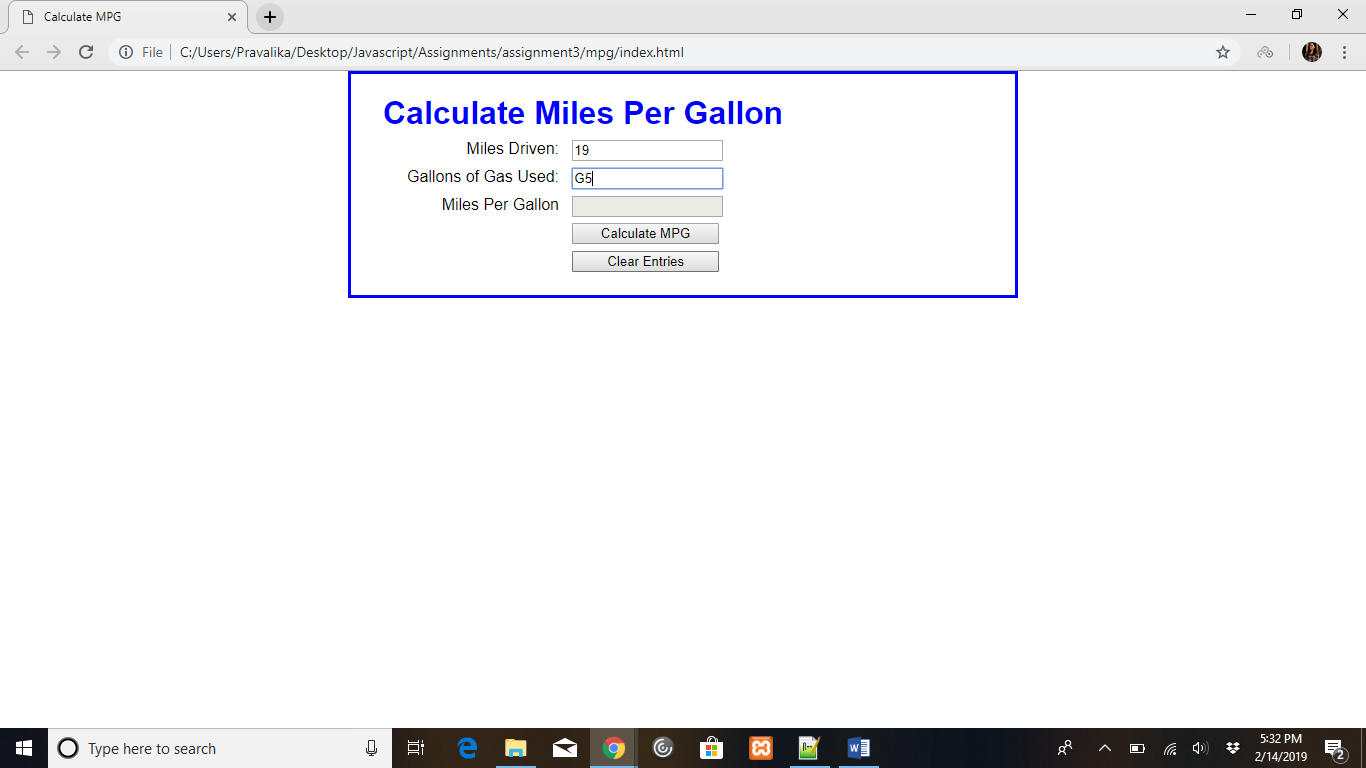 Calculate MPG
File
C:/Users/Pravalika/Desktop/Javascript/Assignments/assignment3/mpg/index.html
Calculate Miles Per Gallon
Miles Driven: 19
Gallons of Gas Used: G5
Miles Per Gallon
Calculate MPG
Clear Entries
Type here to search
5:32 PM
2/14/2019
2